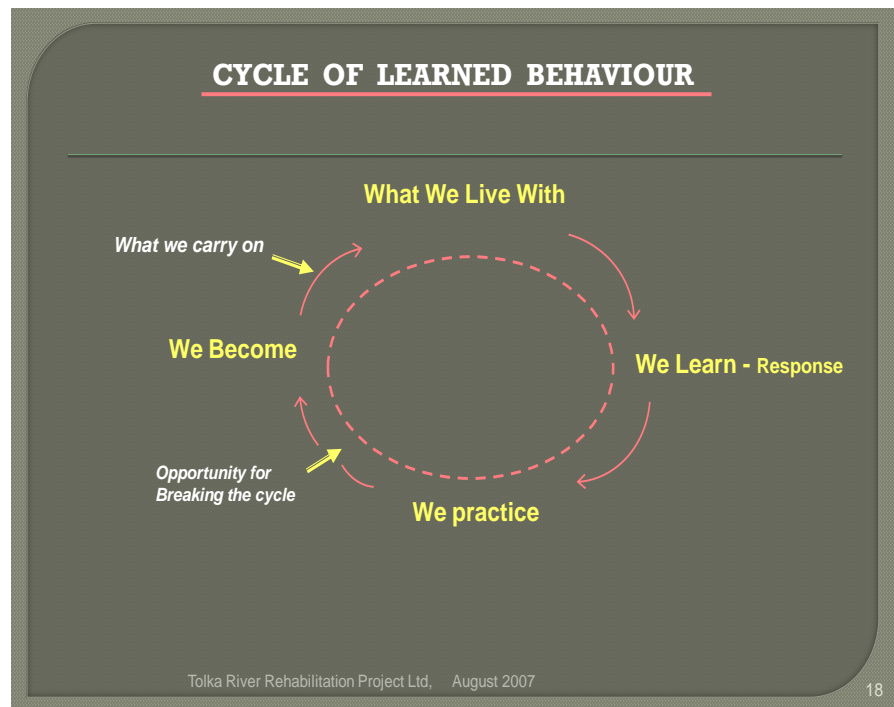 CYCLE OF LEARNED BEHAVIOUR
What We Live With
What we carry on
We Become
We Learn - Response
Opportunity for
Breaking the cycle
We practice
Tolka River Rehabilitation Project Ltd, August 2007
18